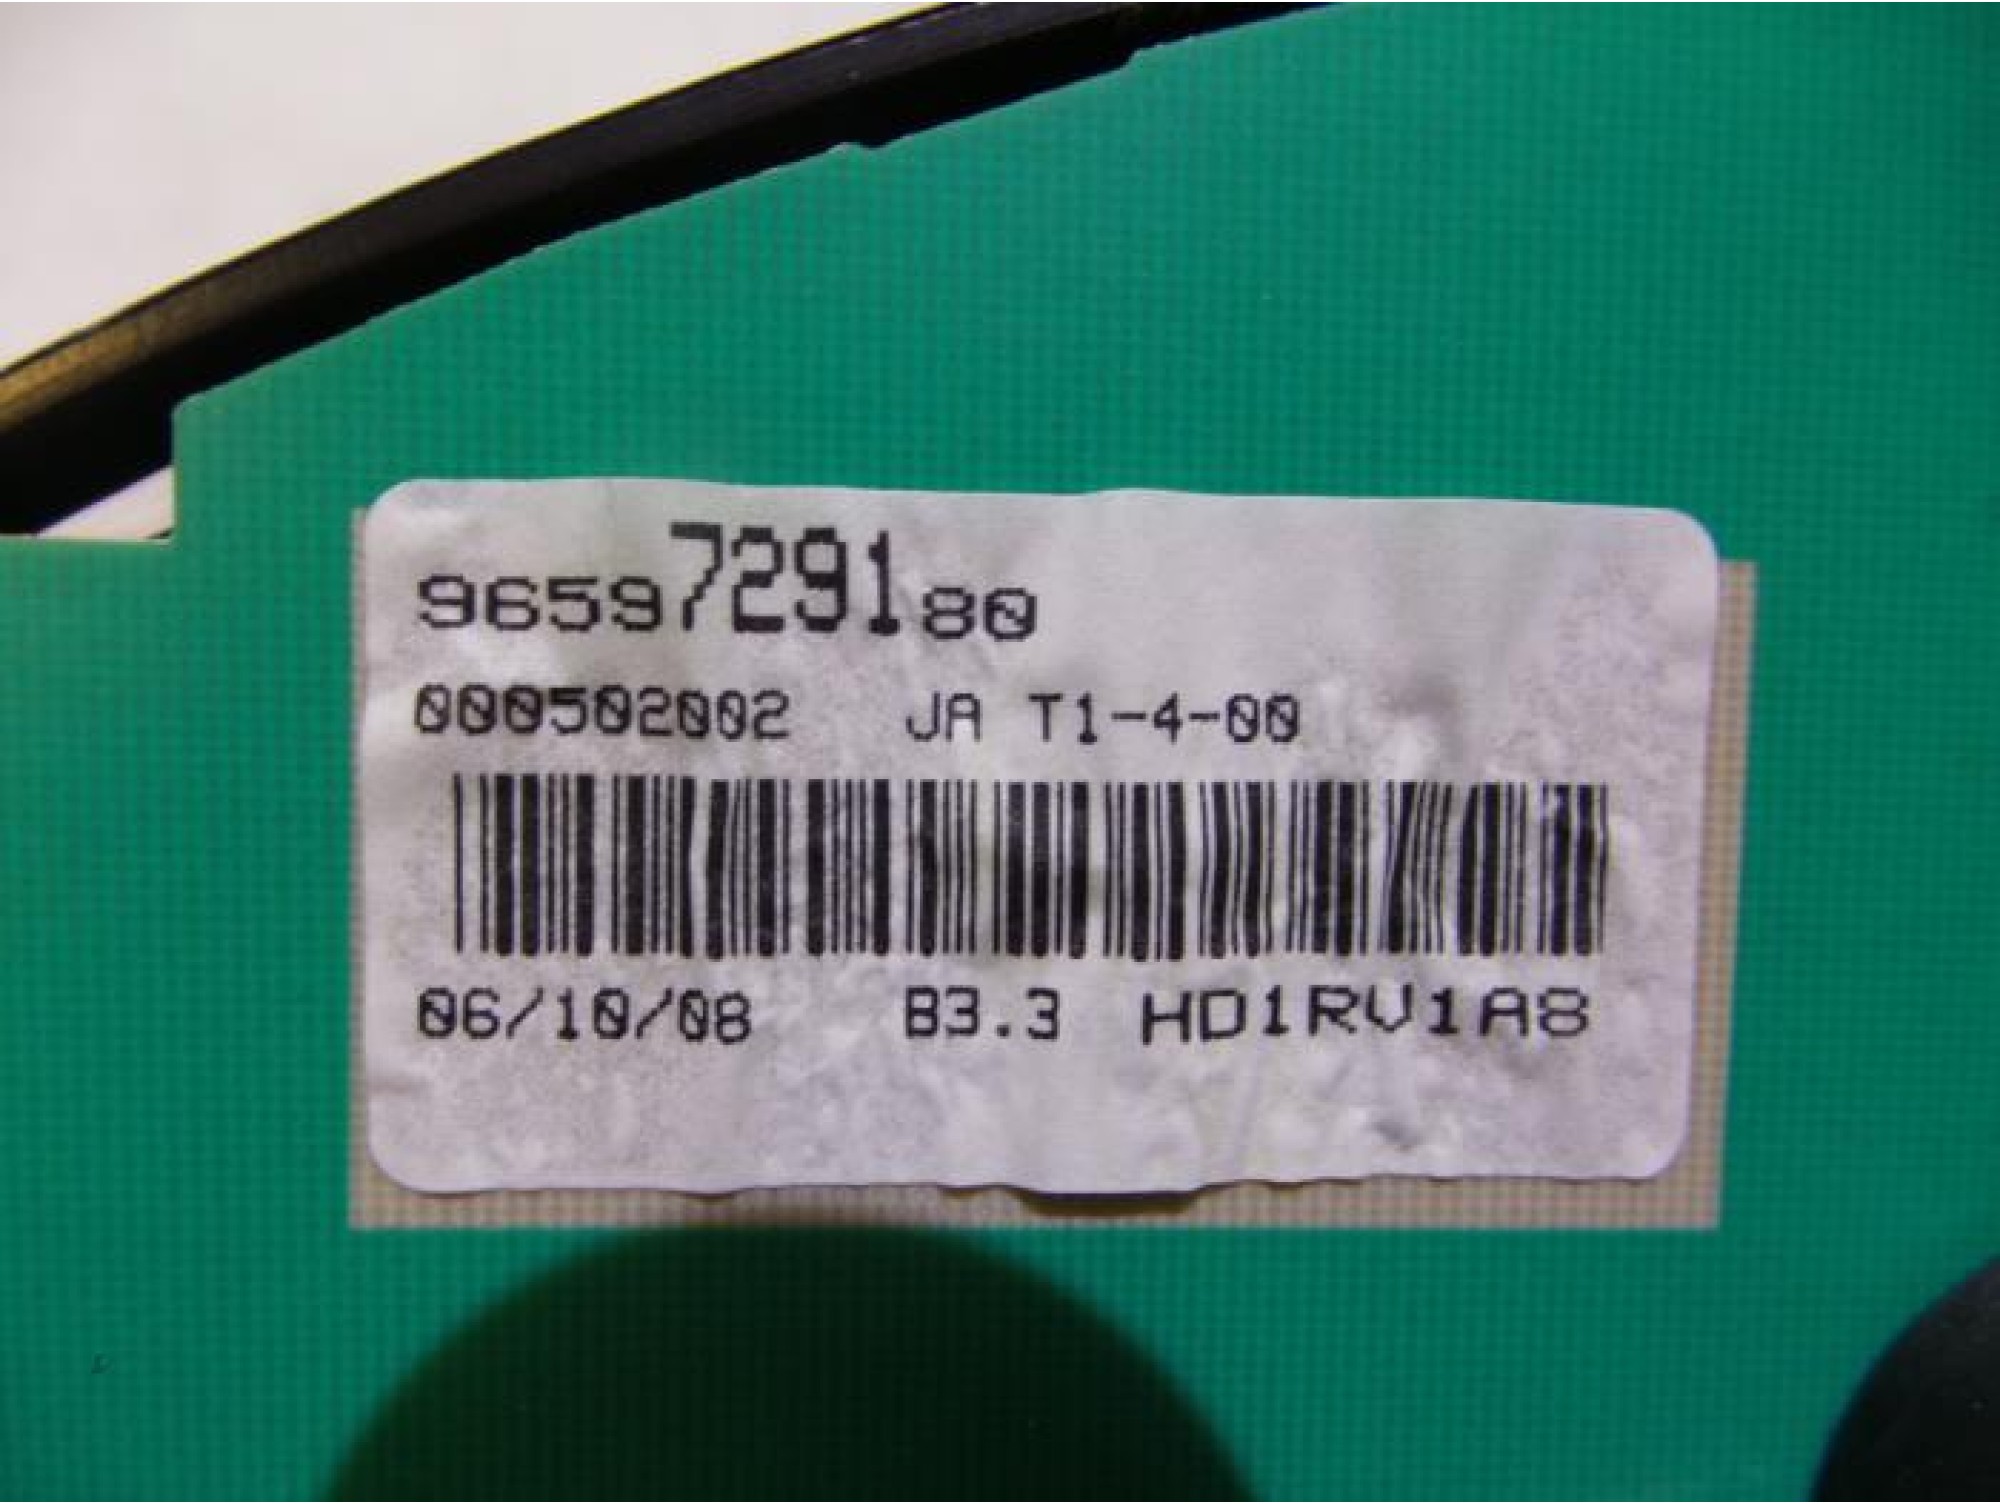 9659729180
000502002 JA T1-4-00
06/10/08 B3.3 HD1RV1A8